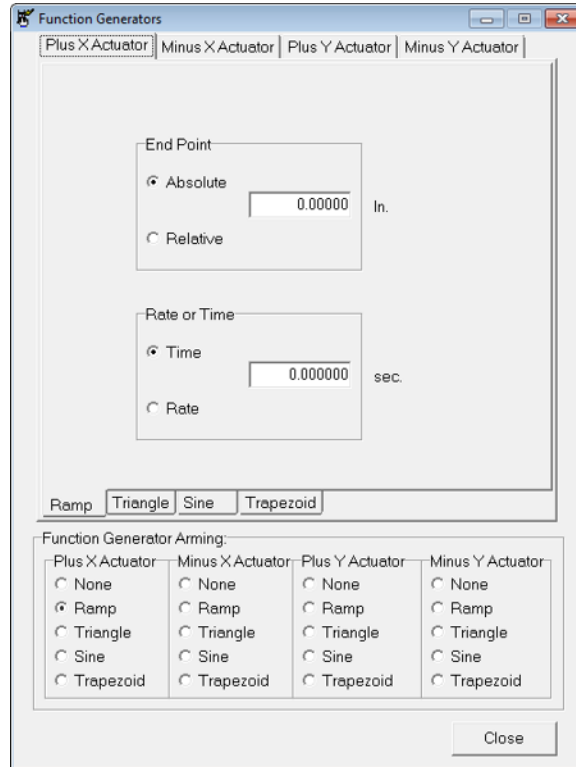 Function Generators
Plus X Actuator Minus X Actuator Plus Y Actuator Minus Y Actuator
End Point
Absolute
0.00000 In.
Relative
Rate or Time
Time
0.000000 sec.
Rate
Ramp Triangle Sine Trapezoid
Function Generator Arming:
Plus X Actuator Minus X Actuator Plus Y Actuator Minus Y Actuator
None None None None
Ramp Ramp Ramp Ramp
Triangle Triangle Triangle Triangle
Sine Sine Sine Sine
Trapezoid Trapezoid Trapezoid Trapezoid
Close